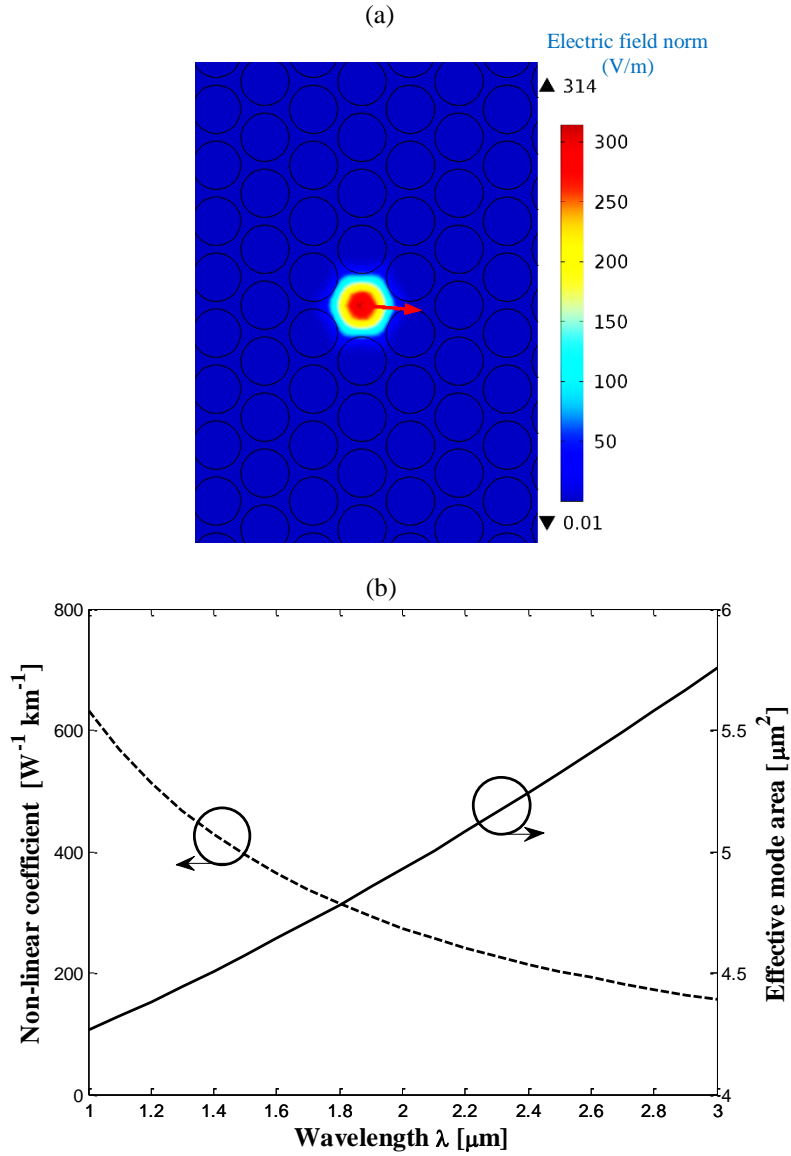 (a)
Electric field norm
(V/m)
▲ 314
300
250
200
150
100
50
▼ 0.01
(b)
800
600
400
200
0
Non-linear coefficient [W⁻¹ km⁻¹]
6
5.5
5
4.5
4
Effective mode area [μm²]
1 1.2 1.4 1.6 1.8 2 2.2 2.4 2.6 2.8 3
Wavelength λ [μm]